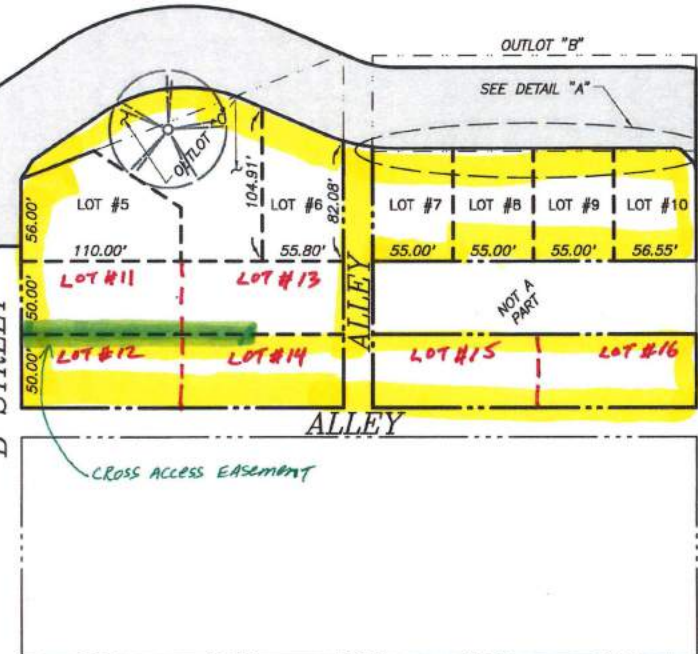 OUTLOT "B"
SEE DETAIL "A"
OUTLOT "C"
56.00'
LOT #5
104.91'
LOT #6
82.08'
LOT #7
LOT #8
LOT #9
LOT #10
110.00'
55.80'
55.00'
55.00'
55.00'
56.55'
LOT #11
LOT #13
50.00'
ALLEY
NOT A
PART
LOT #12
LOT #14
LOT #15
LOT #16
50.00'
ALLEY
CROSS ACCESS EASEMENT